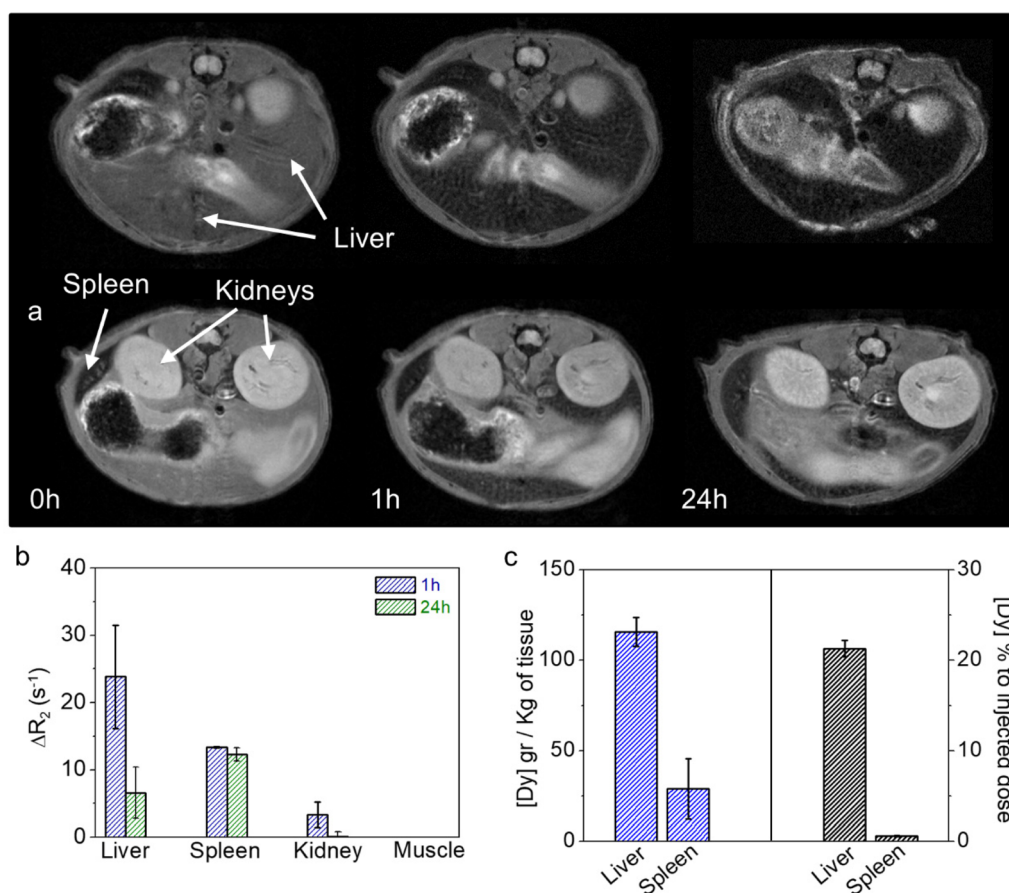 Liver
Spleen
Kidneys
a
0h
1h
24h
b
40
30
20
10
0
ΔR₂ (s⁻¹)
1h
24h
Liver
Spleen
Kidney
Muscle
c
150
100
50
0
[Dy] gr / Kg of tissue
30
20
10
0
[Dy] % to injected dose
Liver
Spleen
Liver
Spleen